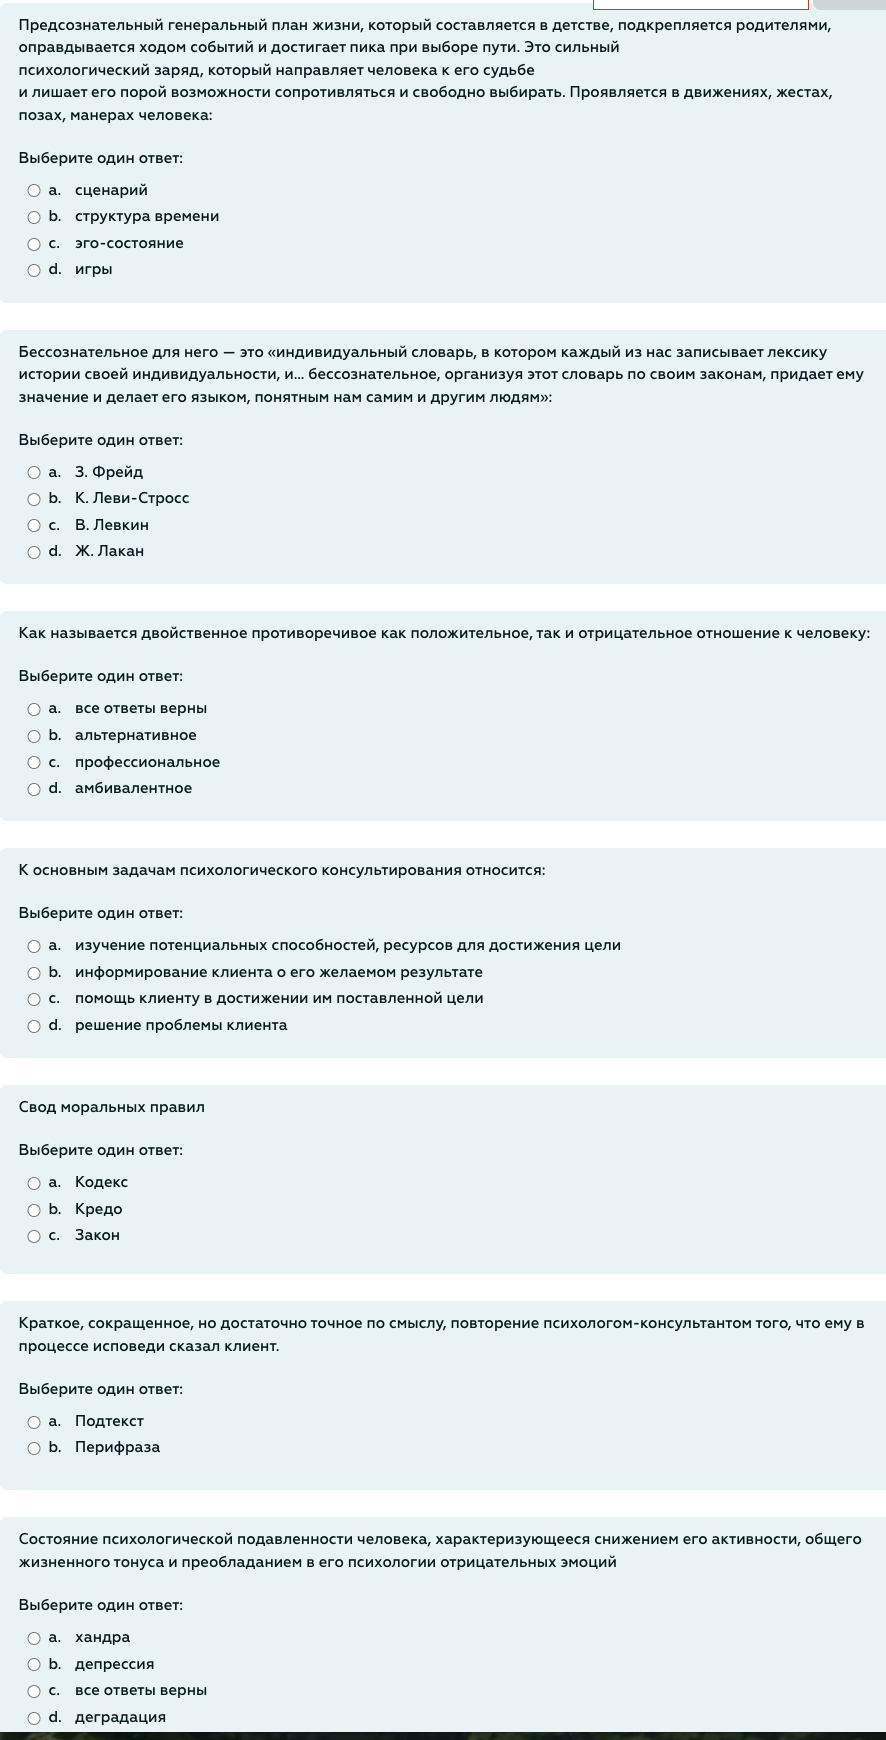 Предсознательный генеральный план жизни, который составляется в детстве, подкрепляется родителями,
оправдывается ходом событий и достигает пика при выборе пути. Это сильный
психологический заряд, который направляет человека к его судьбе
и лишает его порой возможности сопротивляться и свободно выбирать. Проявляется в движениях, жестах,
позах, манерах человека:
Выберите один ответ:
a. сценарий
b. структура времени
c. эго-состояние
d. игры
Бессознательное для него — это «индивидуальный словарь, в котором каждый из нас записывает лексику
истории своей индивидуальности, и... бессознательное, организуя этот словарь по своим законам, придает ему
значение и делает его языком, понятным нам самим и другим людям»:
Выберите один ответ:
a. З. Фрейд
b. К. Леви-Стросс
c. В. Левкин
d. Ж. Лакан
Как называется двойственное противоречивое как положительное, так и отрицательное отношение к человеку:
Выберите один ответ:
a. все ответы верны
b. альтернативное
c. профессиональное
d. амбивалентное
К основным задачам психологического консультирования относится:
Выберите один ответ:
a. изучение потенциальных способностей, ресурсов для достижения цели
b. информирование клиента о его желаемом результате
c. помощь клиенту в достижении им поставленной цели
d. решение проблемы клиента
Свод моральных правил
Выберите один ответ:
a. Кодекс
b. Кредо
c. Закон
Краткое, сокращенное, но достаточно точное по смыслу, повторение психологом-консультантом того, что ему в
процессе исповеди сказал клиент.
Выберите один ответ:
a. Подтекст
b. Перифраза
Состояние психологической подавленности человека, характеризующееся снижением его активности, общего
жизненного тонуса и преобладанием в его психологии отрицательных эмоций
Выберите один ответ:
a. хандра
b. депрессия
c. все ответы верны
d. деградация